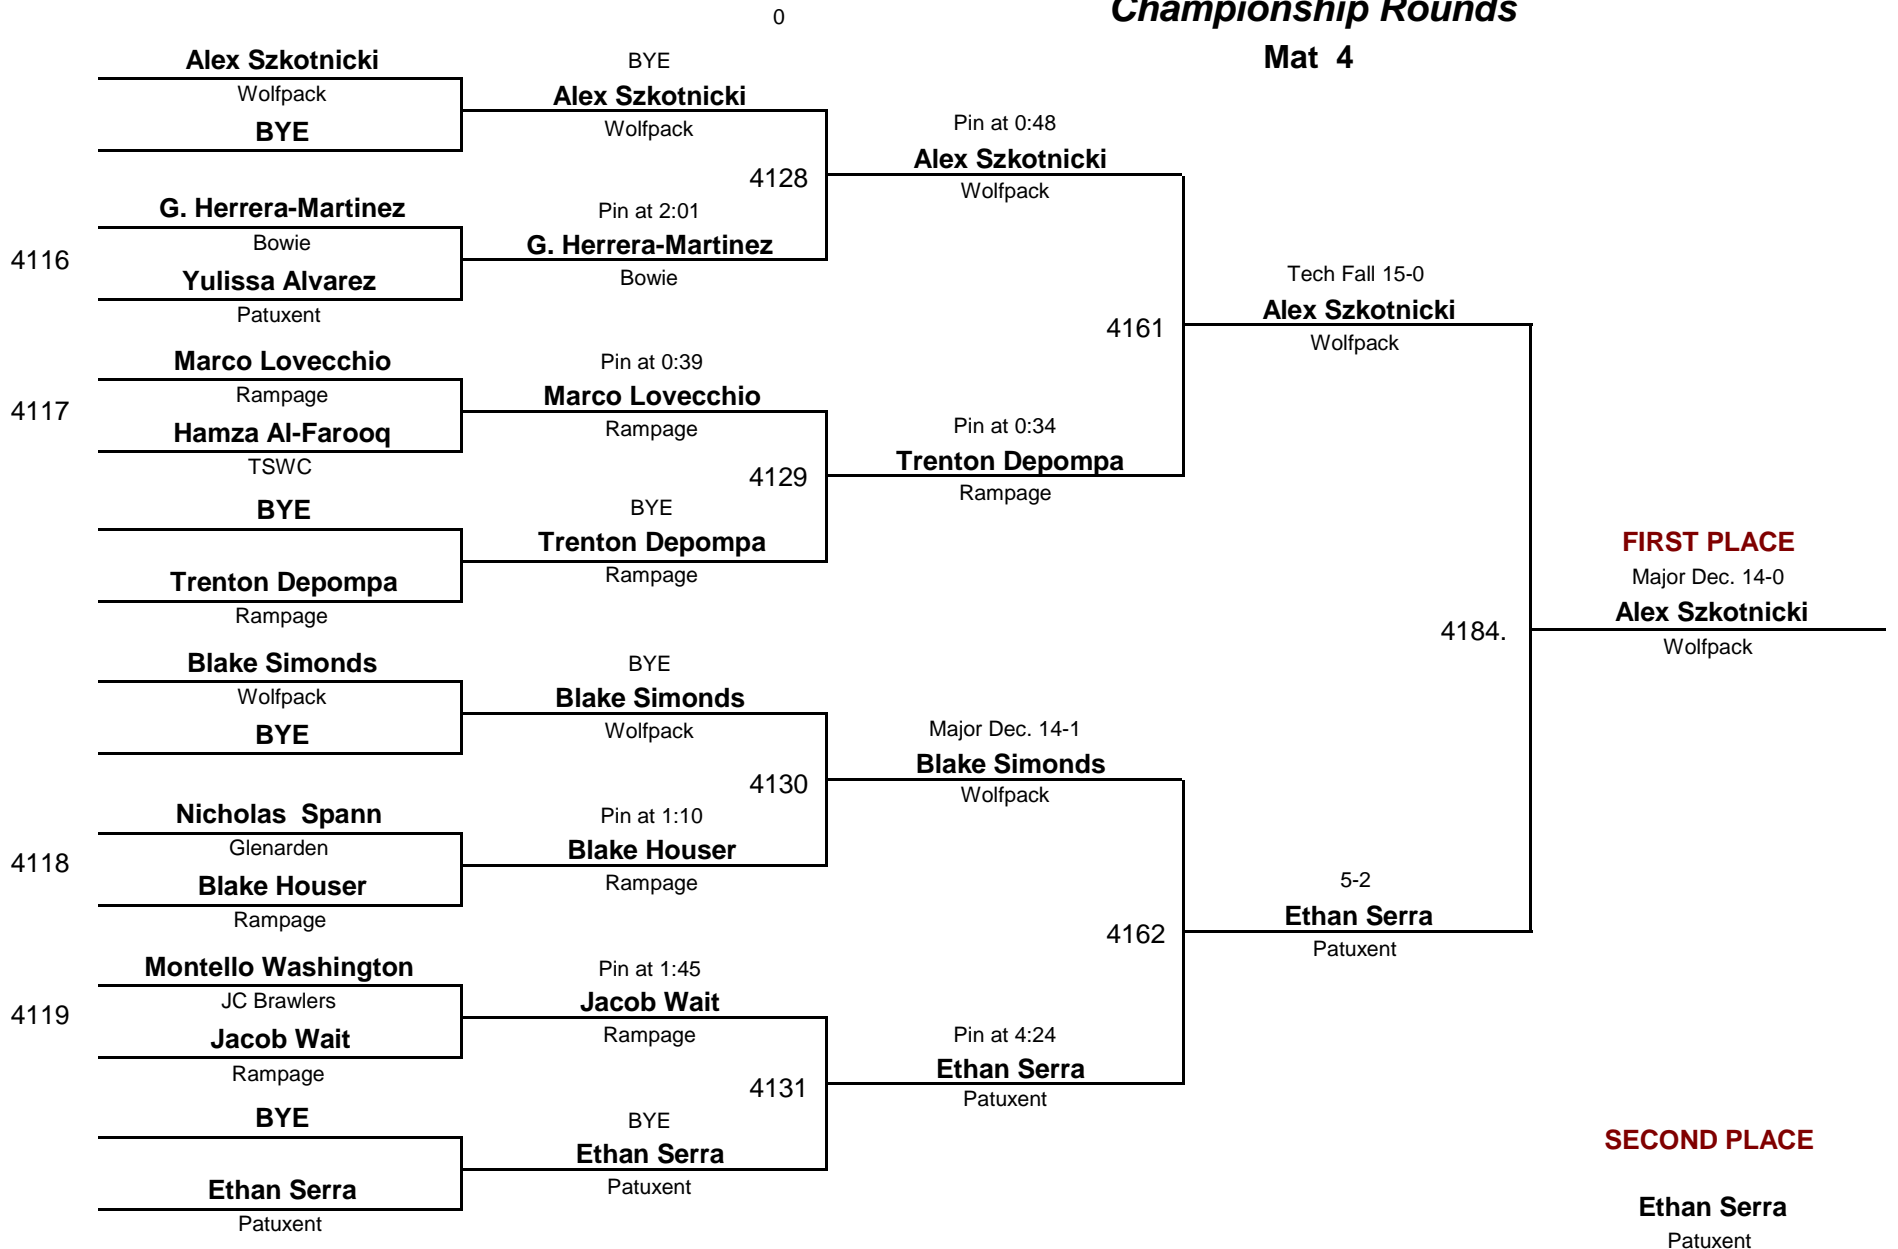 0
Championship Rounds
Mat 4
Alex Szkotnicki
Wolfpack
BYE
4116
G. Herrera-Martinez
Bowie
Yulissa Alvarez
Patuxent
4117
Marco Lovecchio
Rampage
Hamza Al-Farooq
TSWC
BYE
Trenton Depompa
Rampage
Blake Simonds
Wolfpack
BYE
4118
Nicholas Spann
Glenarden
Blake Houser
Rampage
4119
Montello Washington
JC Brawlers
Jacob Wait
Rampage
BYE
Ethan Serra
Patuxent
BYE
Alex Szkotnicki
Wolfpack
4128
Pin at 2:01
G. Herrera-Martinez
Bowie
Pin at 0:39
Marco Lovecchio
Rampage
4129
BYE
Trenton Depompa
Rampage
BYE
Blake Simonds
Wolfpack
4130
Pin at 1:10
Blake Houser
Rampage
Pin at 1:45
Jacob Wait
Rampage
4131
BYE
Ethan Serra
Patuxent
Pin at 0:48
Alex Szkotnicki
Wolfpack
4161
Pin at 0:34
Trenton Depompa
Rampage
Major Dec. 14-1
Blake Simonds
Wolfpack
4162
Pin at 4:24
Ethan Serra
Patuxent
Tech Fall 15-0
Alex Szkotnicki
Wolfpack
4184.
5-2
Ethan Serra
Patuxent
FIRST PLACE
Major Dec. 14-0
Alex Szkotnicki
Wolfpack
SECOND PLACE
Ethan Serra
Patuxent